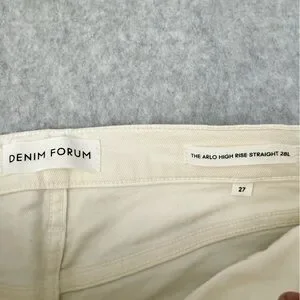 DENIM FORUM
THE ARLO HIGH RISE STRAIGHT 28L
27